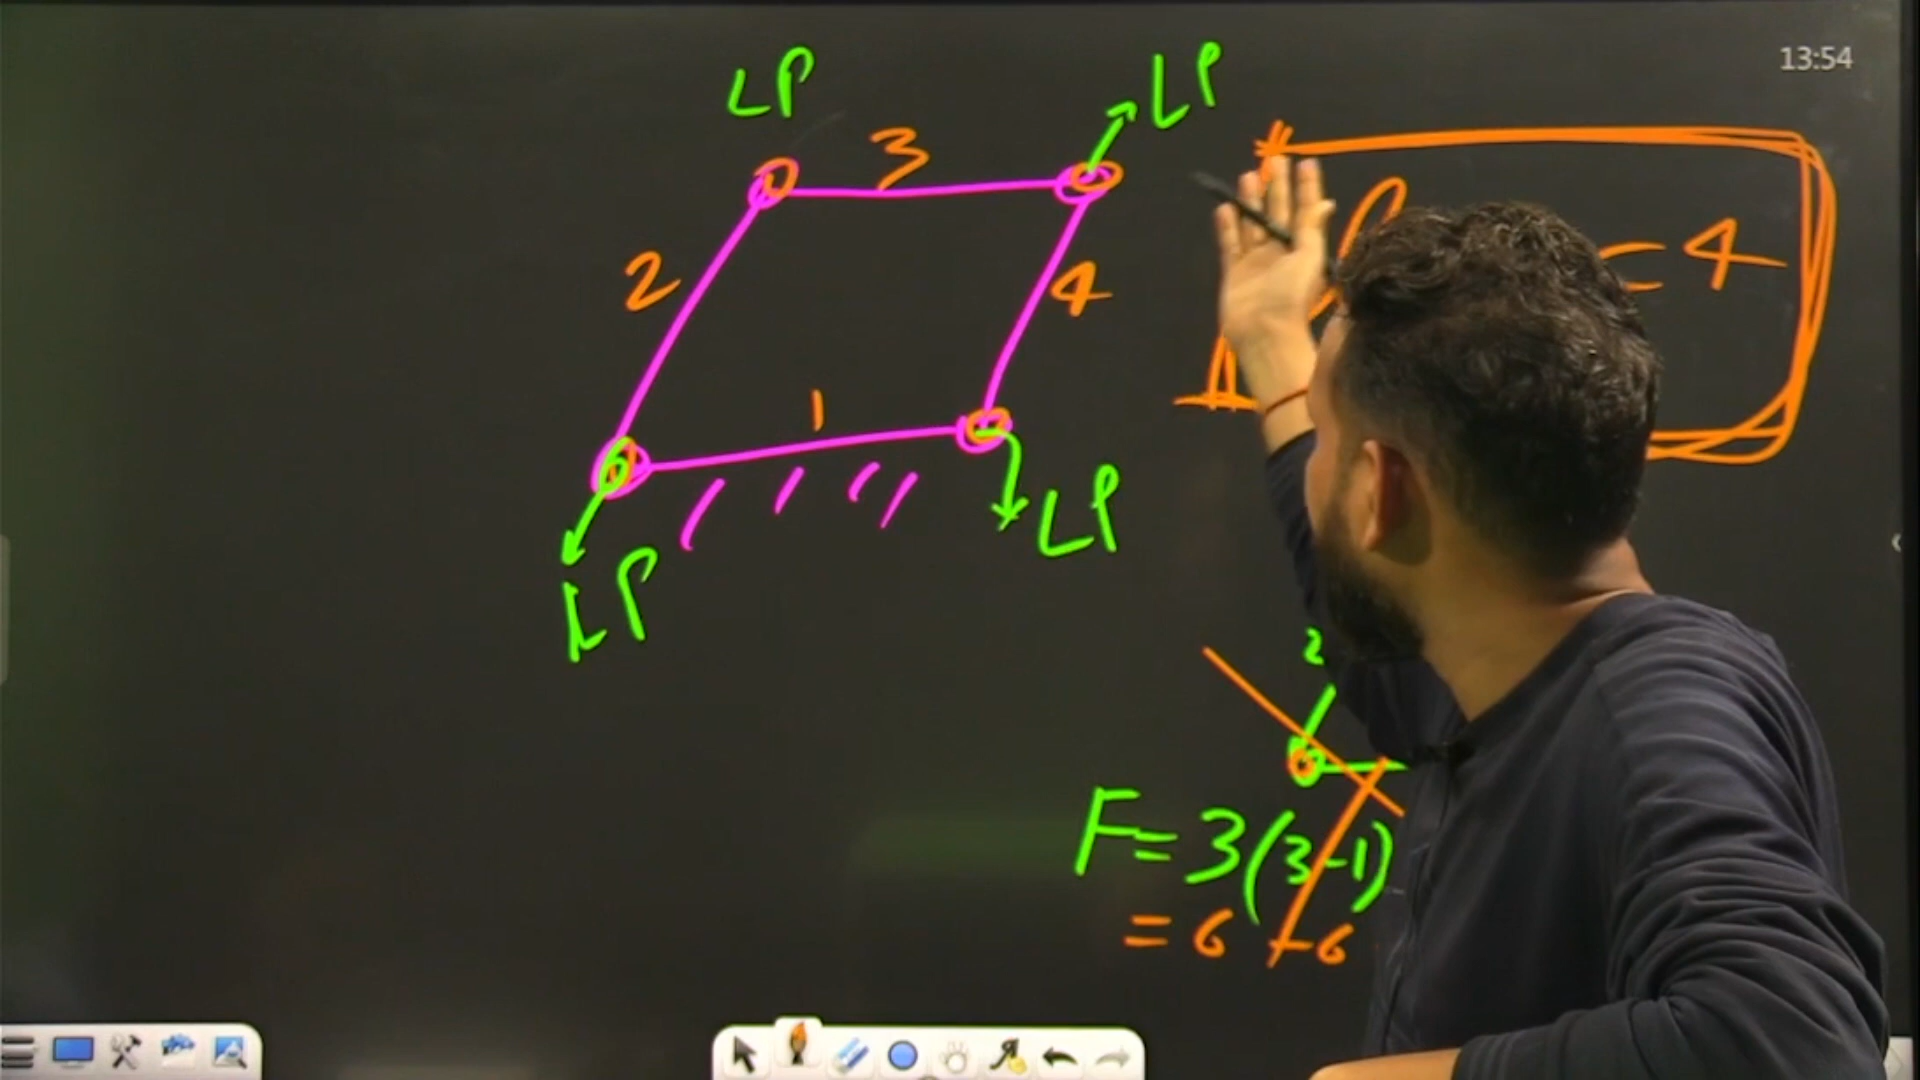 LP
LP
13:54
3
2
4
= 4
1
LP
LP
2
F = 3(3-1)
= 6 - 6